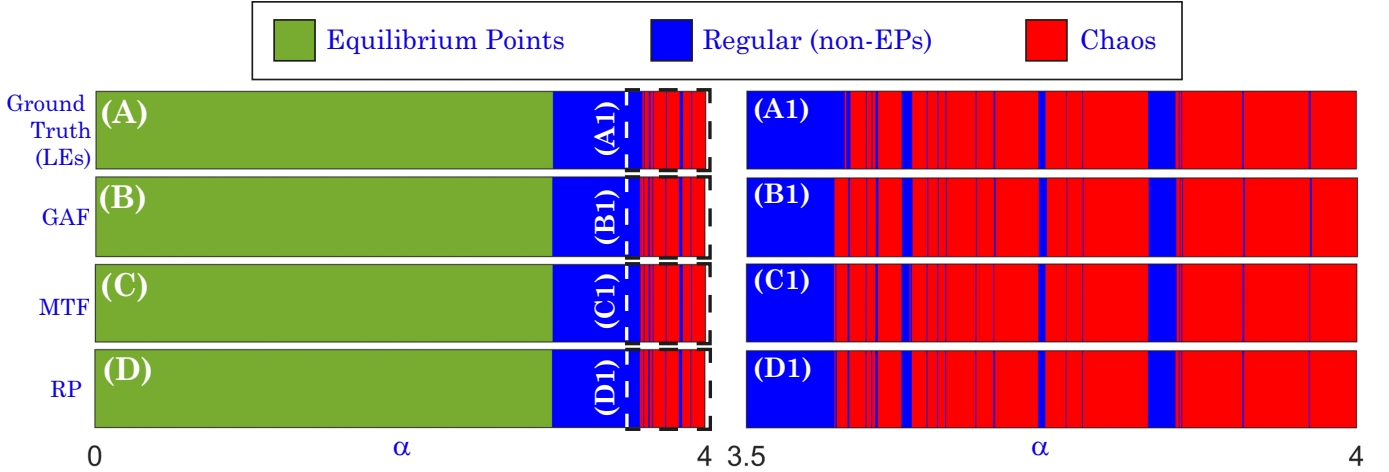 Equilibrium Points Regular (non-EPs) Chaos
Ground
Truth
(LEs)
(A)
(A1)
(A1)
GAF
(B)
(B1)
(B1)
MTF
(C)
(C1)
(C1)
RP
(D)
(D1)
(D1)
0 α 4 3.5 α 4